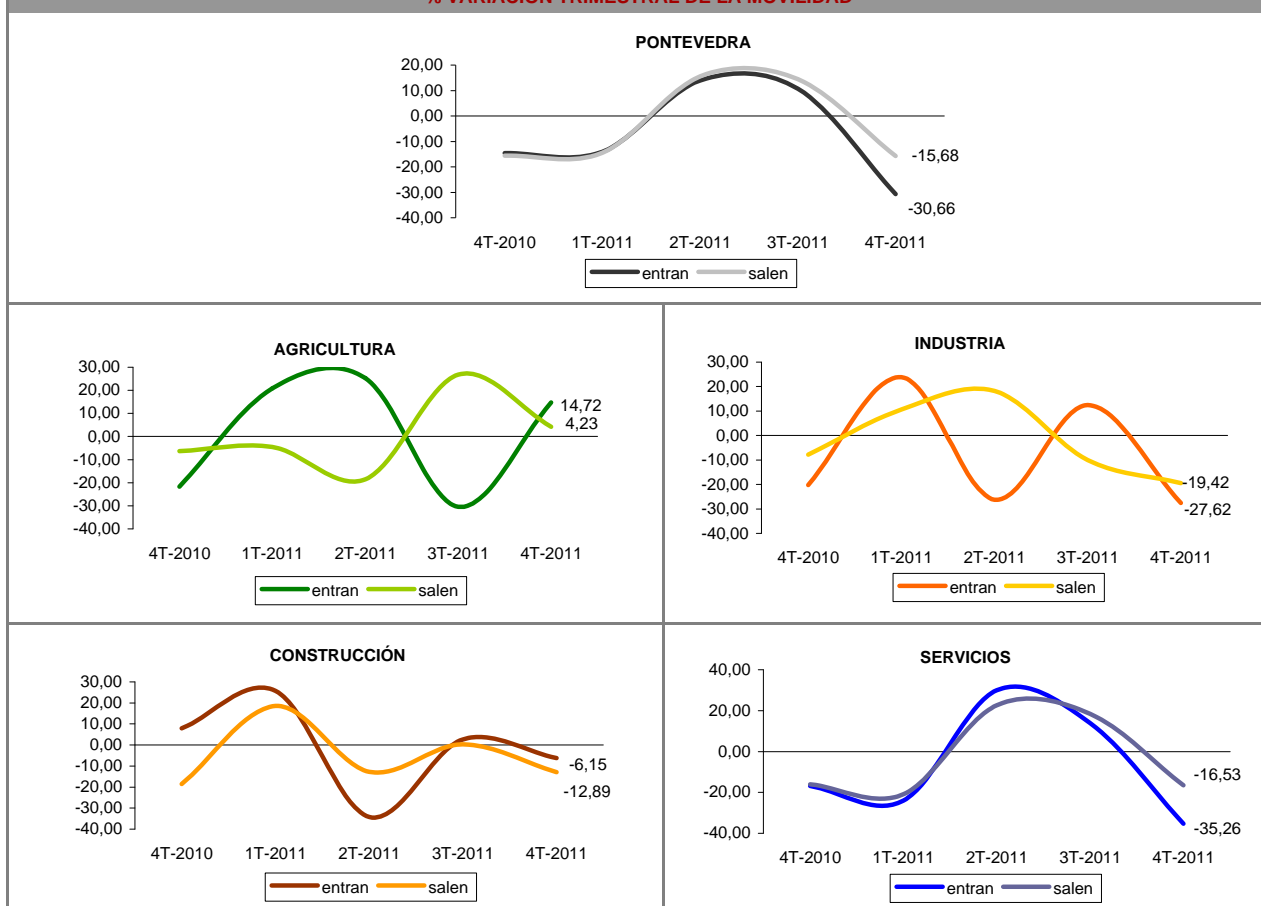 % VARIACIÓN TRIMESTRAL DE LA MOVILIDAD
PONTEVEDRA
20,00
10,00
0,00
-10,00
-20,00
-30,00
-40,00
-15,68
-30,66
4T-2010 1T-2011 2T-2011 3T-2011 4T-2011
entran salen
AGRICULTURA
30,00
20,00
10,00
0,00
-10,00
-20,00
-30,00
-40,00
14,72
4,23
4T-2010 1T-2011 2T-2011 3T-2011 4T-2011
entran salen
INDUSTRIA
30,00
20,00
10,00
0,00
-10,00
-20,00
-30,00
-40,00
-19,42
-27,62
4T-2010 1T-2011 2T-2011 3T-2011 4T-2011
entran salen
CONSTRUCCIÓN
30,00
20,00
10,00
0,00
-10,00
-20,00
-30,00
-40,00
-6,15
-12,89
4T-2010 1T-2011 2T-2011 3T-2011 4T-2011
entran salen
SERVICIOS
40,00
20,00
0,00
-20,00
-40,00
-16,53
-35,26
4T-2010 1T-2011 2T-2011 3T-2011 4T-2011
entran salen